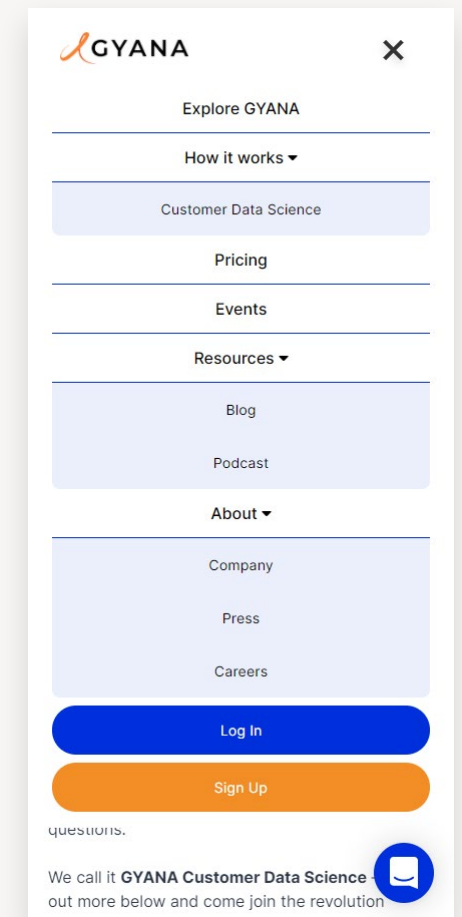 GYANA
Explore GYANA
How it works
Customer Data Science
Pricing
Events
Resources
Blog
Podcast
About
Company
Press
Careers
Log In
Sign Up
questions.
We call it GYANA Customer Data Science -
out more below and come join the revolution